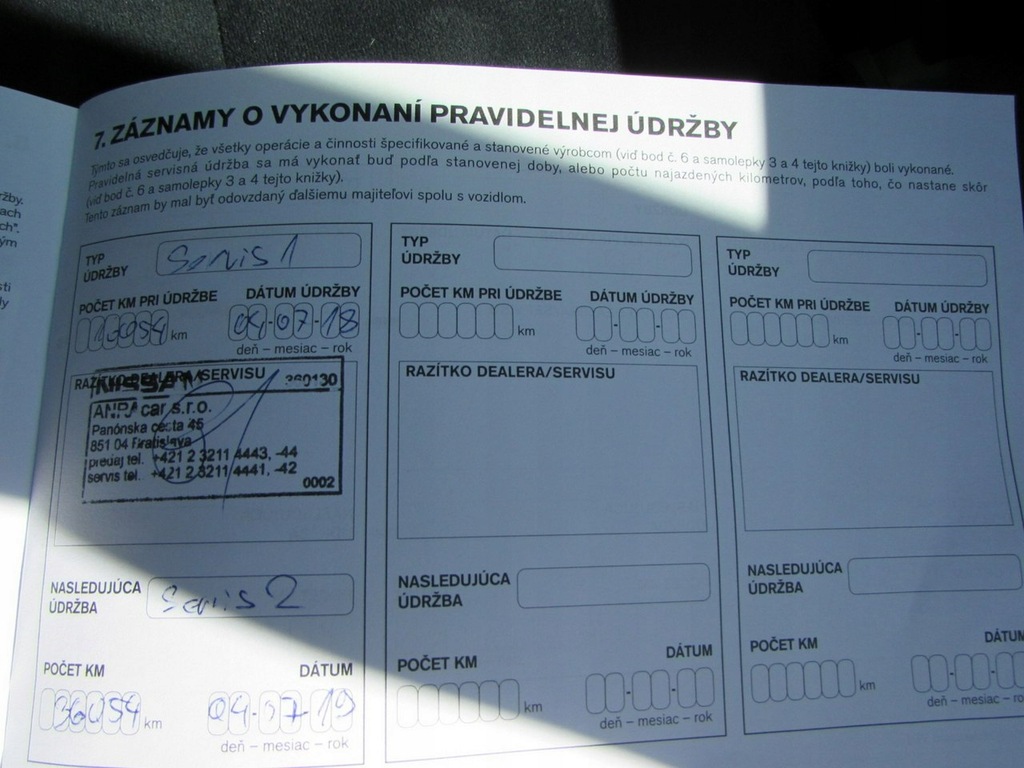 7. ZÁZNAMY O VYKONANÍ PRAVIDELNEJ ÚDRŽBY
Týmto sa osvedčuje, že všetky operácie a činnosti špecifikované a stanovené výrobcom (viď bod č. 6 a samolepky 3 a 4 tejto knižky) boli vykonané.
Pravidelná servisná údržba sa má vykonať buď podľa stanovenej doby, alebo počtu najazdených kilometrov, podľa toho, čo nastane skôr
(viď bod č. 6 a samolepky 3 a 4 tejto knižky).
Tento záznam by mal byť odovzdaný ďalšiemu majiteľovi spolu s vozidlom.
TYP ÚDRŽBY Servis 1
POČET KM PRI ÚDRŽBE DÁTUM ÚDRŽBY
km 04-07-18
deň – mesiac – rok
RAZÍTKO DEALERA/SERVISU
NISSAN 360130
ANPA car s.r.o.
Panónska cesta 45
851 04 Bratislava
predaj tel. +421 2 3211 4443, -44
servis tel. +421 2 3211 4441, -42
0002
NASLEDUJÚCA ÚDRŽBA Servis 2
POČET KM DÁTUM
36054 km 04-07-19
deň – mesiac – rok
TYP ÚDRŽBY
POČET KM PRI ÚDRŽBE DÁTUM ÚDRŽBY
km
deň – mesiac – rok
RAZÍTKO DEALERA/SERVISU
NASLEDUJÚCA ÚDRŽBA
POČET KM DÁTUM
km
deň – mesiac – rok
TYP ÚDRŽBY
POČET KM PRI ÚDRŽBE DÁTUM ÚDRŽBY
km
deň – mesiac – rok
RAZÍTKO DEALERA/SERVISU
NASLEDUJÚCA ÚDRŽBA
POČET KM
km
deň – mesiac – rok